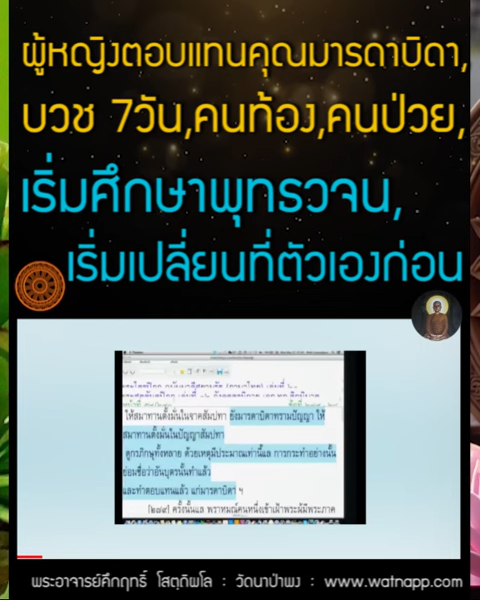 ผู้หญิงตอบแทนคุณมารดาบิดา,
บวช 7วัน,คนท้อง,คนป่วย,
เริ่มศึกษาพุทธวจน,
เริ่มเปลี่ยนที่ตัวเองก่อน
ให้สมาทานตั้งมั่นในจาคสัมปทา ยังมารดาบิดาทรามปัญญา ให้
สมาทานตั้งมั่นในปัญญาสัมปทา
ดูกรภิกษุทั้งหลาย ด้วยเหตุมีประมาณเท่านี้แล การกระทำอย่างนั้น
ย่อมชื่อว่าอันบุตรนั้นทำแล้ว
และทำตอบแทนแล้ว แก่มารดาบิดา ฯ
ครั้งนั้นแล พราหมณ์คนหนึ่งเข้าเฝ้าพระผู้มีพระภาค
พระอาจารย์คึกฤทธิ์ โสตฺถิผโล : วัดนาป่าพง : www.watnapp.com